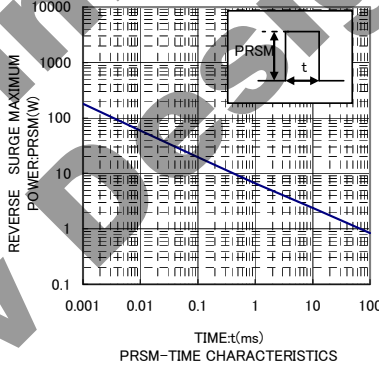 10000
1000
100
10
1
0.1
REVERSE SURGE MAXIMUM
POWER:PRSM(W)
PRSM
t
0.001 0.01 0.1 1 10 100
TIME:t(ms)
PRSM-TIME CHARACTERISTICS